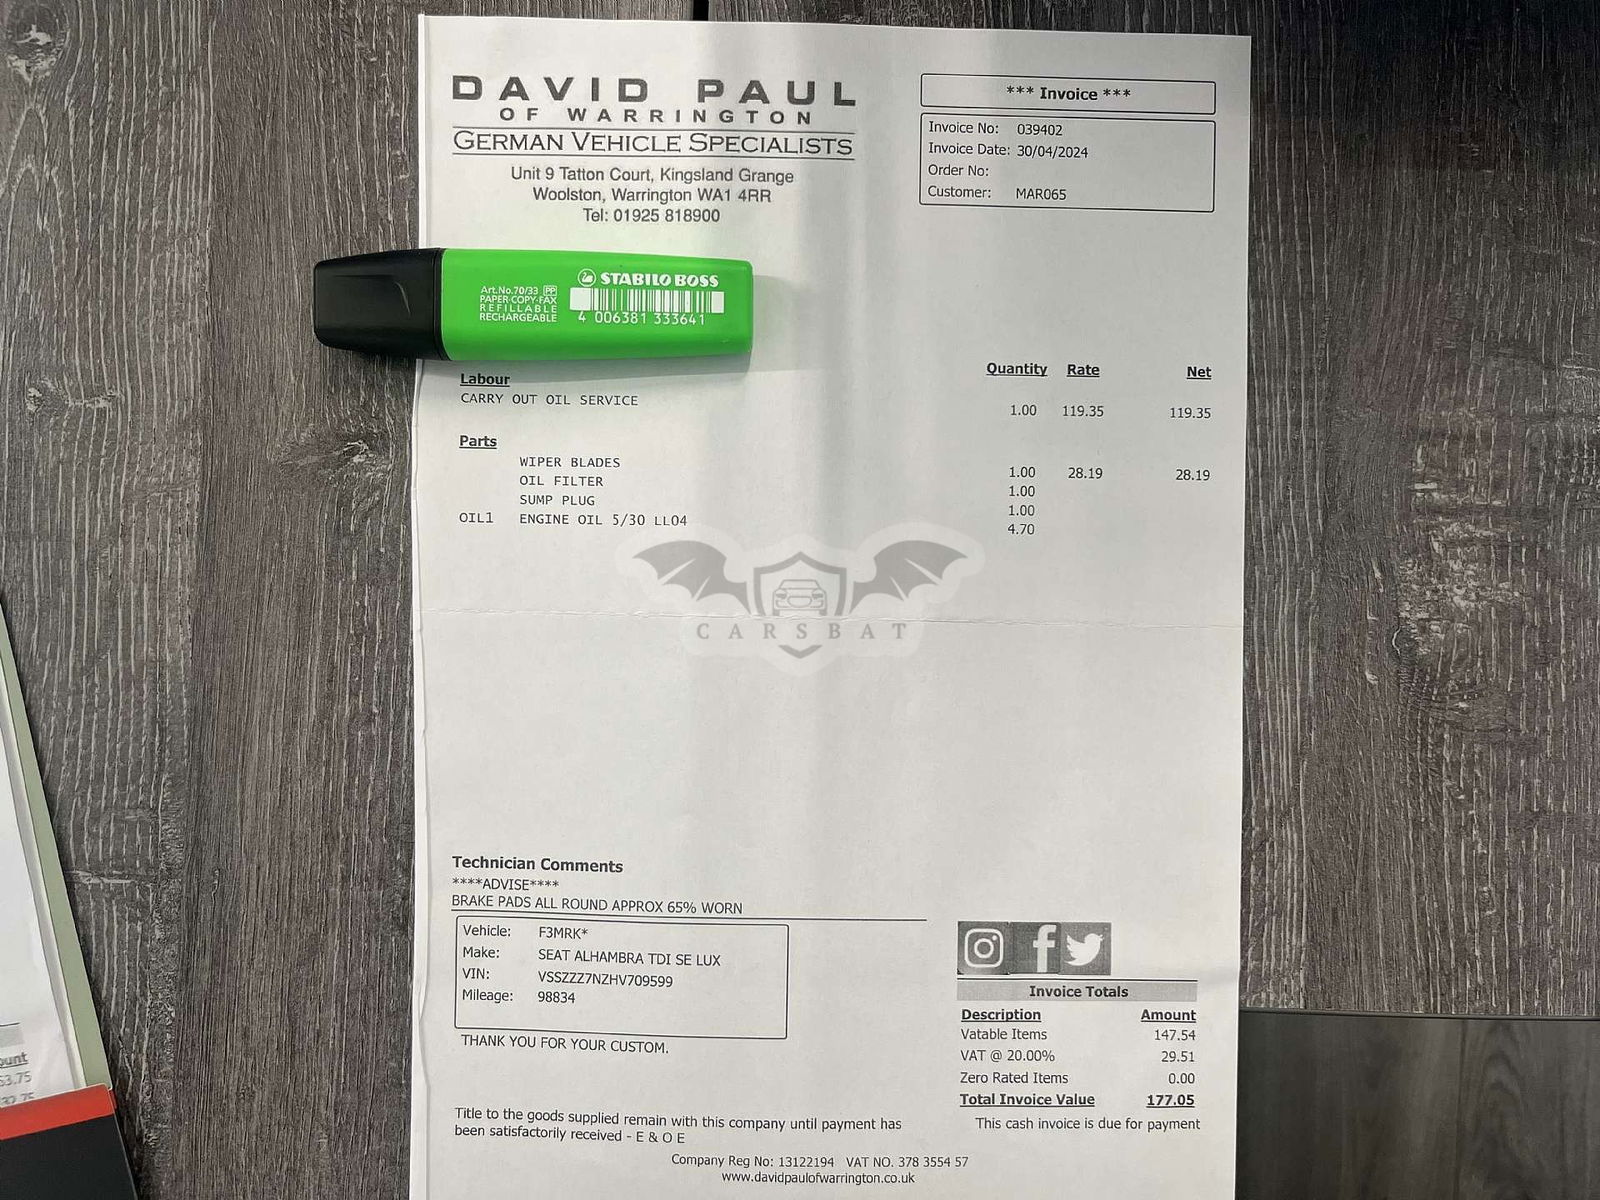 DAVID PAUL
OF WARRINGTON
GERMAN VEHICLE SPECIALISTS
Unit 9 Tatton Court, Kingsland Grange
Woolston, Warrington WA1 4RR
Tel: 01925 818900
*** Invoice ***
Invoice No: 039402
Invoice Date: 30/04/2024
Order No:
Customer: MAR065
STABILO BOSS
Art.No.70/33 PP
PAPER-COPY-FAX
REFILLABLE
RECHARGEABLE
4 006381 333641
Quantity Rate Net
Labour
CARRY OUT OIL SERVICE 1.00 119.35 119.35
Parts
WIPER BLADES 1.00 28.19 28.19
OIL FILTER 1.00
SUMP PLUG 1.00
OIL1 ENGINE OIL 5/30 LL04 4.70
CARSBAT
Technician Comments
****ADVISE****
BRAKE PADS ALL ROUND APPROX 65% WORN
Vehicle: F3MRK*
Make: SEAT ALHAMBRA TDI SE LUX
VIN: VSSZZZ7NZHV709599
Mileage: 98834
THANK YOU FOR YOUR CUSTOM.
Invoice Totals
Description Amount
Vatable Items 147.54
VAT @ 20.00% 29.51
Zero Rated Items 0.00
Total Invoice Value 177.05
This cash invoice is due for payment
Title to the goods supplied remain with this company until payment has
been satisfactorily received - E & O E
Company Reg No: 13122194 VAT NO. 378 3554 57
www.davidpaulofwarrington.co.uk